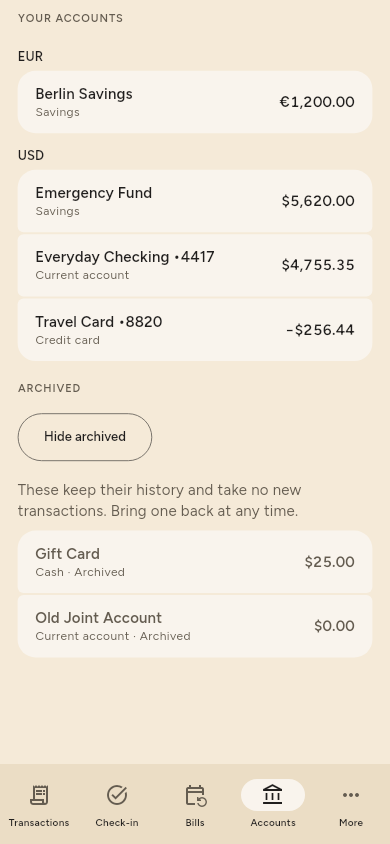 YOUR ACCOUNTS
EUR
Berlin Savings
Savings
€1,200.00
USD
Emergency Fund
Savings
$5,620.00
Everyday Checking •4417
Current account
$4,755.35
Travel Card •8820
Credit card
−$256.44
ARCHIVED
Hide archived
These keep their history and take no new
transactions. Bring one back at any time.
Gift Card
Cash · Archived
$25.00
Old Joint Account
Current account · Archived
$0.00
Transactions
Check-in
Bills
Accounts
More